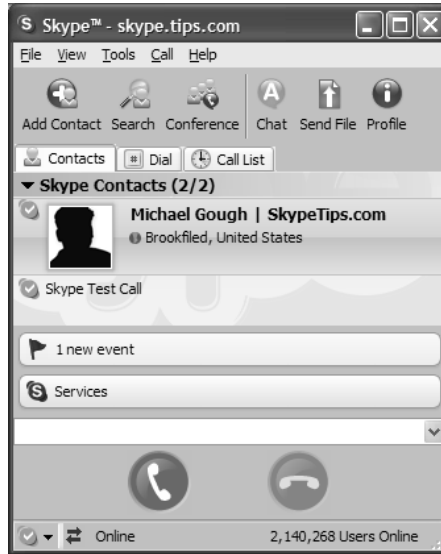 S Skype™ - skype.tips.com
File View Tools Call Help
Add Contact Search Conference Chat Send File Profile
Contacts # Dial Call List
Skype Contacts (2/2)
Michael Gough | SkypeTips.com
Brookfiled, United States
Skype Test Call
1 new event
S Services
Online 2,140,268 Users Online